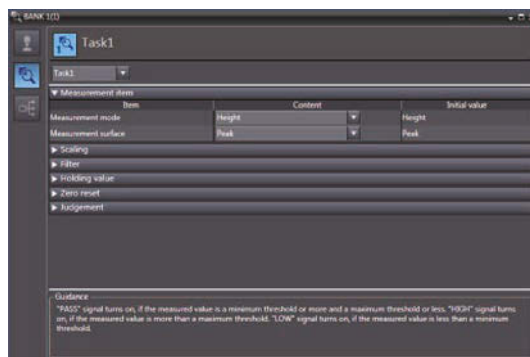 BANK 1(1)
Task1
Task1
Measurement item
Item Content Initial value
Measurement mode Height Height
Measurement surface Peak Peak
Scaling
Filter
Holding value
Zero reset
Judgement
Guidance
"PASS" signal turns on, if the measured value is a minimum threshold or more and a maximum threshold or less. "HIGH" signal turns
on, if the measured value is more than a maximum threshold. "LOW" signal turns on, if the measured value is less than a minimum
threshold.